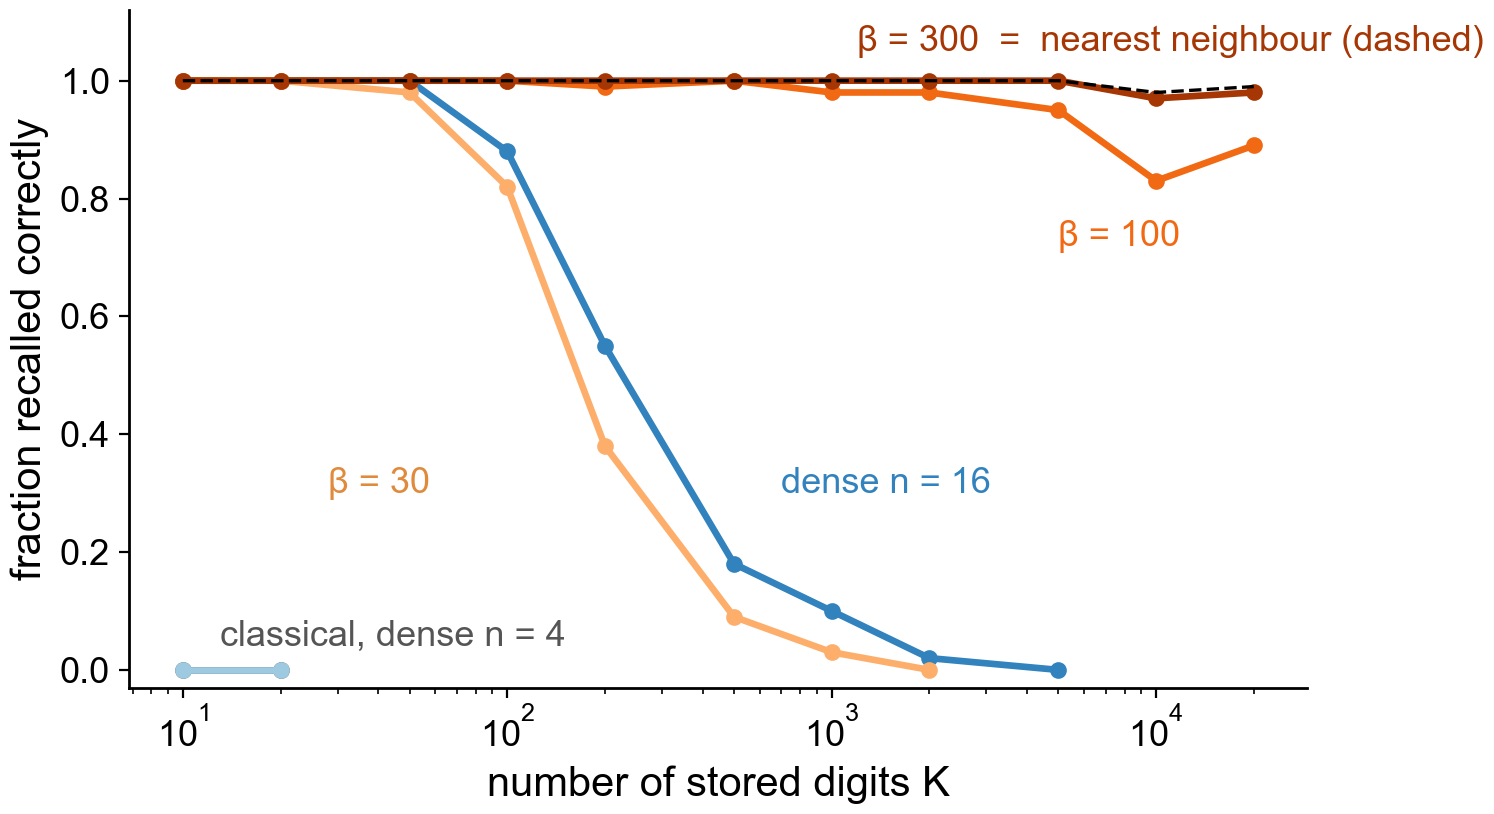 β = 300 = nearest neighbour (dashed)
1.0
0.8
0.6
0.4
0.2
0.0
fraction recalled correctly
β = 100
β = 30
dense n = 16
classical, dense n = 4
10¹ 10² 10³ 10⁴
number of stored digits K